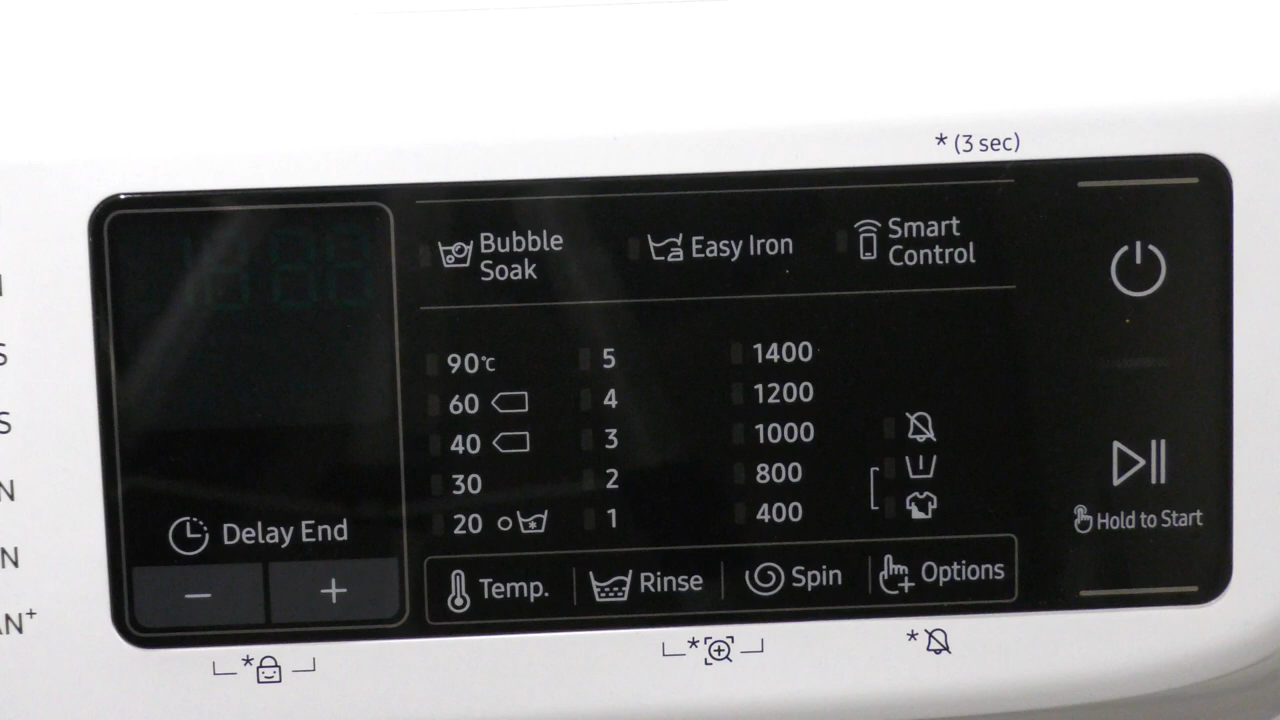 * (3 sec)
Bubble
Soak
Easy Iron
Smart
Control
90°C
60
40
30
20
5
4
3
2
1
1400
1200
1000
800
400
Delay End
− +
Temp.
Rinse
Spin
Options
Hold to Start
S
S
N
N
N+
*
*
*